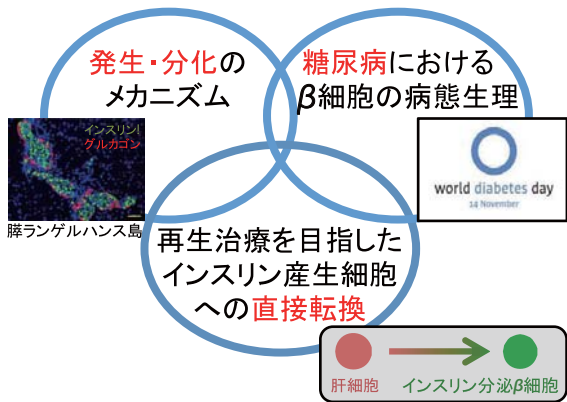 発生・分化の
メカニズム
糖尿病における
β細胞の病態生理
インスリン!
グルカゴン
膵ランゲルハンス島
world diabetes day
14 November
再生治療を目指した
インスリン産生細胞
への直接転換
肝細胞
インスリン分泌β細胞